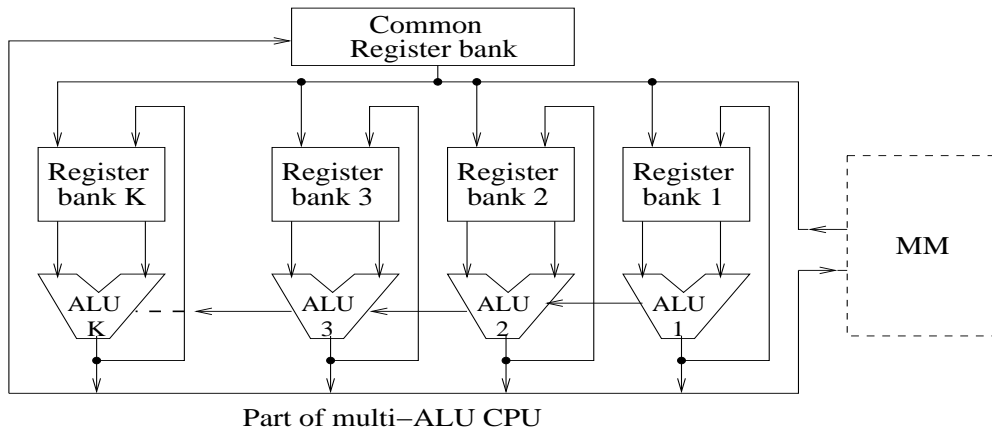 Common
Register bank
Register
bank K
Register
bank 3
Register
bank 2
Register
bank 1
MM
ALU
K
ALU
3
ALU
2
ALU
1
Part of multi−ALU CPU